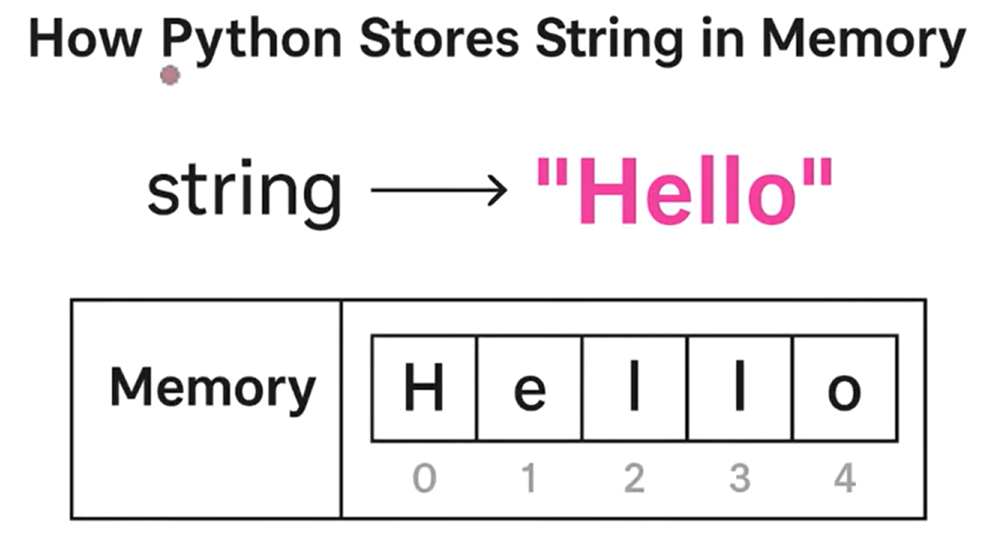 How Python Stores String in Memory
string → "Hello"
Memory
H e l l o
0 1 2 3 4